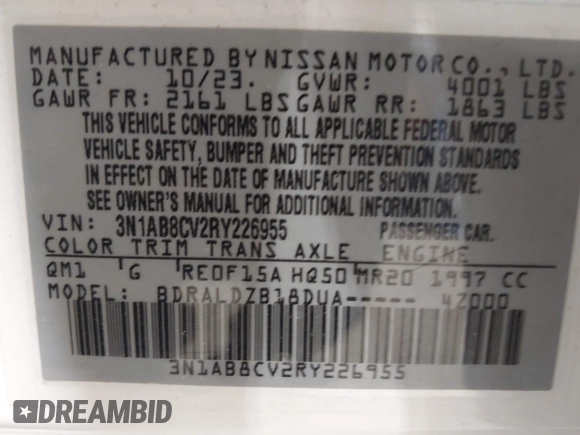 MANUFACTURED BY NISSAN MOTOR CO., LTD.
DATE: 10/23. GVWR: 4001 LBS
GAWR FR: 2161 LBS GAWR RR: 1863 LBS
THIS VEHICLE CONFORMS TO ALL APPLICABLE FEDERAL MOTOR
VEHICLE SAFETY, BUMPER AND THEFT PREVENTION STANDARDS
IN EFFECT ON THE DATE OF MANUFACTURE SHOWN ABOVE.
SEE OWNER'S MANUAL FOR ADDITIONAL INFORMATION.
VIN: 3N1AB8CV2RY226955 PASSENGER CAR.
COLOR TRIM TRANS AXLE ENGINE
QM1 G RE0F15A HQ50 MR20 1997 CC
MODEL: BDRALDZB18DUA----- 4Z000
3N1AB8CV2RY226955
DREAMBID